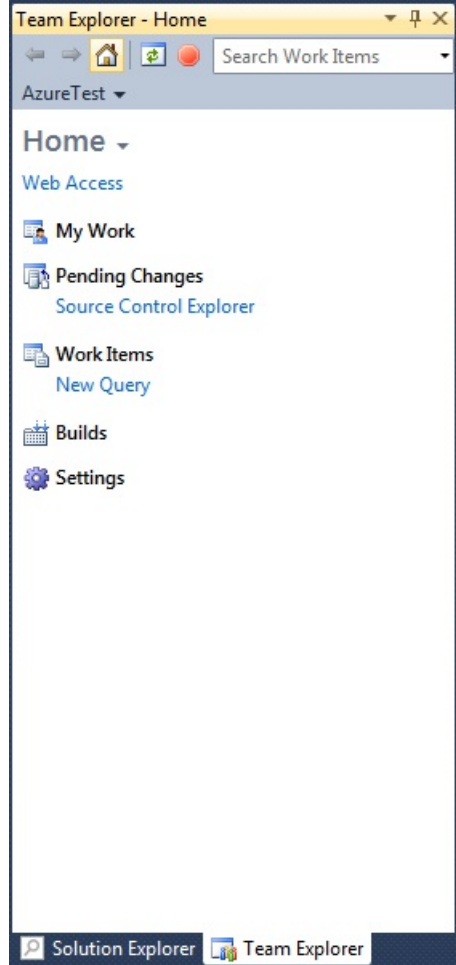 Team Explorer - Home
Search Work Items
AzureTest
Home
Web Access
My Work
Pending Changes
Source Control Explorer
Work Items
New Query
Builds
Settings
Solution Explorer Team Explorer